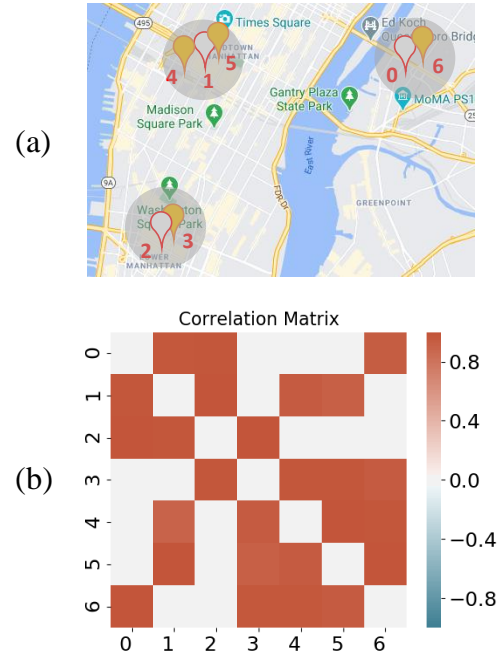 (a)
Times Square
Ed Koch
MIDTOWN
MANHATTAN
4
1
5
0
6
Madison
Square Park
Gantry Plaza
State Park
MoMA PS1
25
East River
9A
FDR Dr
GREENPOINT
Washington
Square Park
2
3
LOWER
MANHATTAN
(b)
Correlation Matrix
0
1
2
3
4
5
6
0 1 2 3 4 5 6
0.8
0.4
0.0
−0.4
−0.8